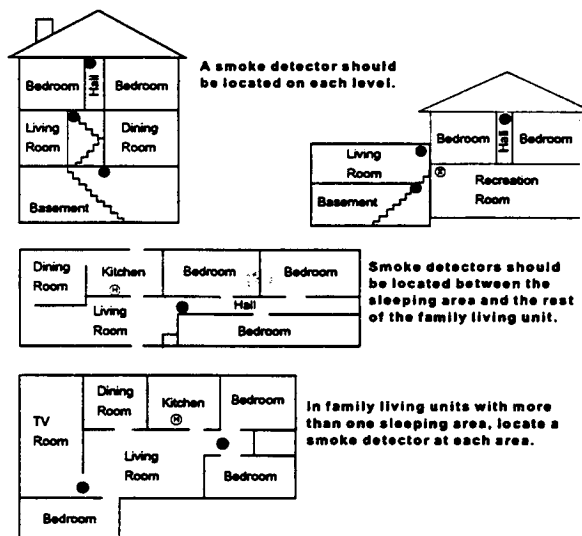 A smoke detector should
be located on each level.
Bedroom
Hall
Bedroom
Living
Room
Dining
Room
Basement
Bedroom
Hall
Bedroom
Living
Room
Recreation
Room
Basement
Dining
Room
Kitchen
Bedroom
Bedroom
Hall
Living
Room
Bedroom
Smoke detectors should
be located between the
sleeping area and the rest
of the family living unit.
TV
Room
Dining
Room
Kitchen
Bedroom
Living
Room
Bedroom
Bedroom
In family living units with more
than one sleeping area, locate a
smoke detector at each area.